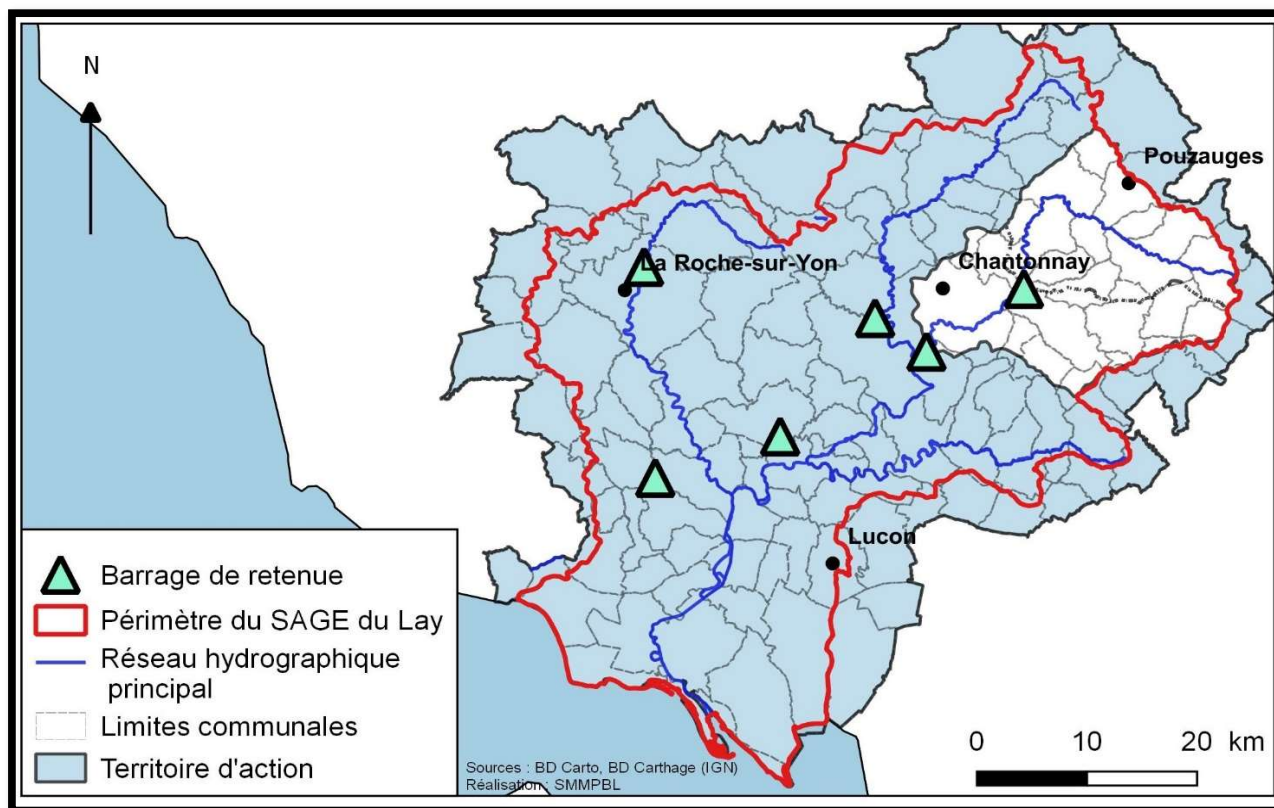 N
Pouzauges
La Roche-sur-Yon
Chantonnay
Lucon
Barrage de retenue
Périmètre du SAGE du Lay
Réseau hydrographique
principal
Limites communales
Territoire d'action
Sources : BD Carto, BD Carthage (IGN)
Réalisation : SMMPBL
0 10 20 km